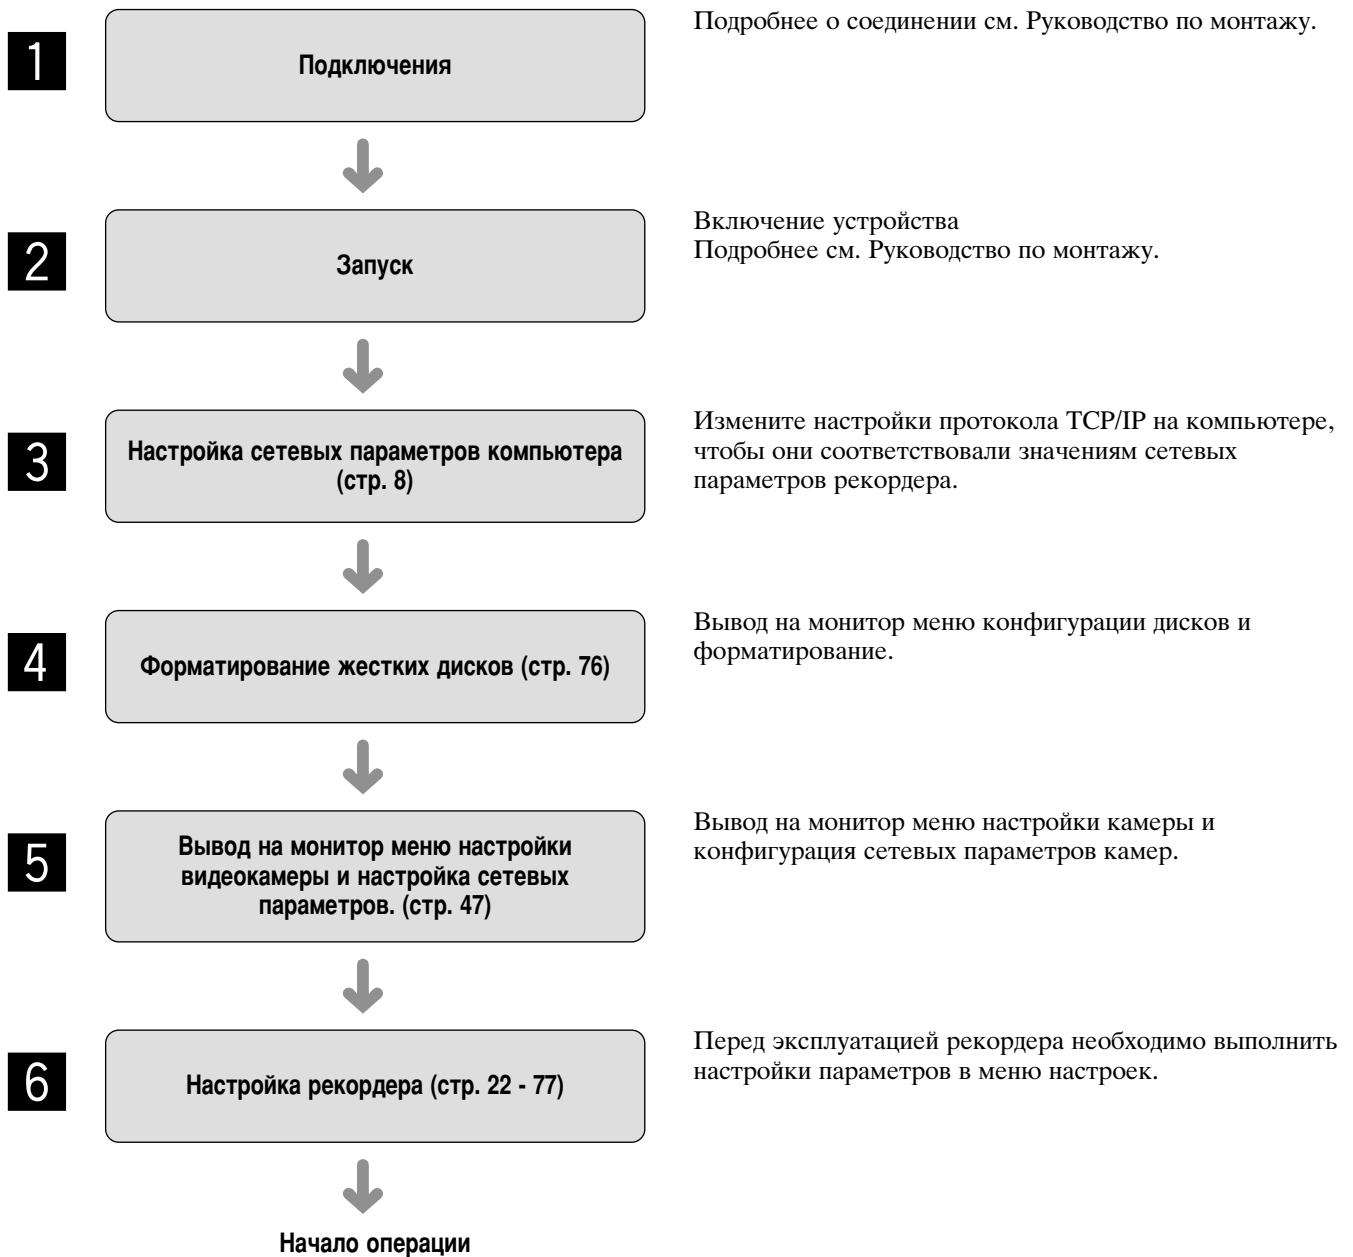 1
Подключения
Подробнее о соединении см. Руководство по монтажу.
2
Запуск
Включение устройства
Подробнее см. Руководство по монтажу.
3
Настройка сетевых параметров компьютера
(стр. 8)
Измените настройки протокола TCP/IP на компьютере,
чтобы они соответствовали значениям сетевых
параметров рекордера.
4
Форматирование жестких дисков (стр. 76)
Вывод на монитор меню конфигурации дисков и
форматирование.
5
Вывод на монитор меню настройки
видеокамеры и настройка сетевых
параметров. (стр. 47)
Вывод на монитор меню настройки камеры и
конфигурация сетевых параметров камер.
6
Настройка рекордера (стр. 22 - 77)
Перед эксплуатацией рекордера необходимо выполнить
настройки параметров в меню настроек.
Начало операции